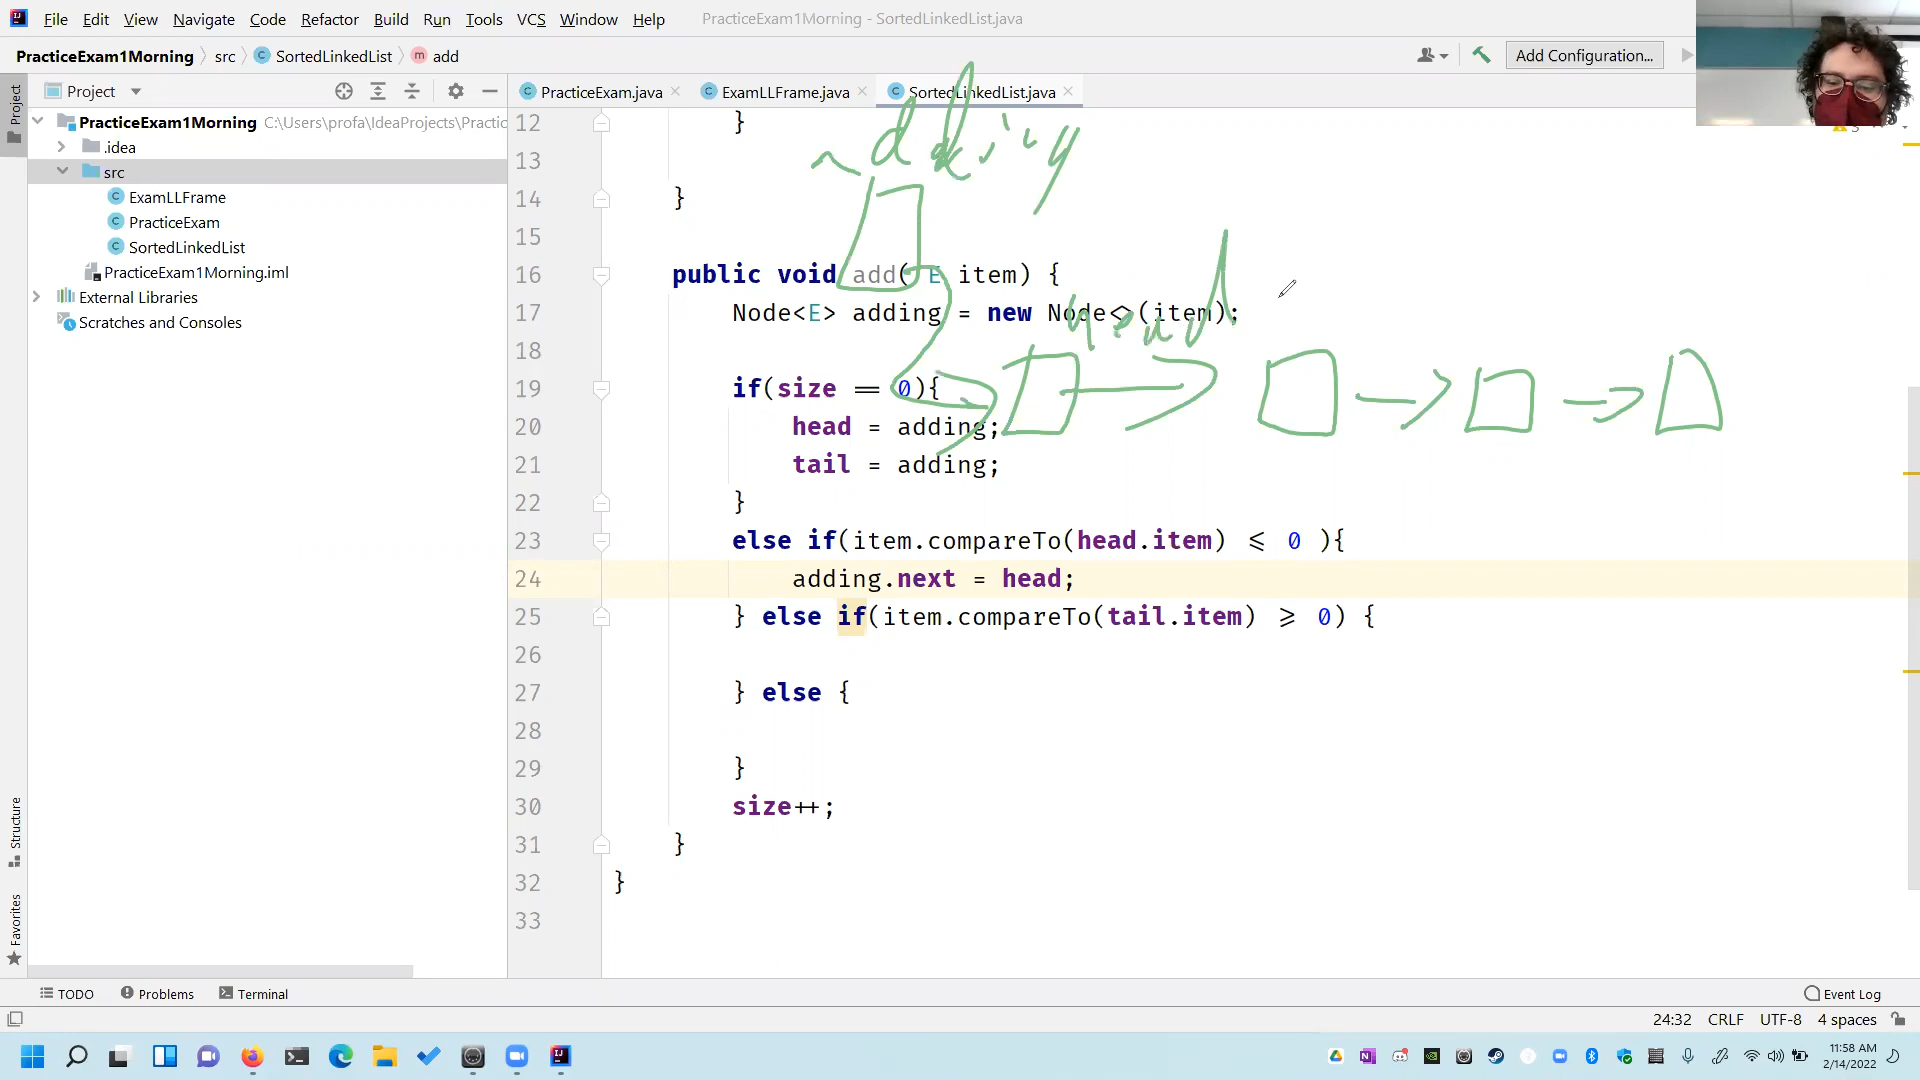 File Edit View Navigate Code Refactor Build Run Tools VCS Window Help PracticeExam1Morning - SortedLinkedList.java
PracticeExam1Morning src SortedLinkedList add Add Configuration...
Project PracticeExam.java ExamLLFrame.java SortedLinkedList.java
PracticeExam1Morning C:\Users\profa\IdeaProjects\Practic
.idea
src
ExamLLFrame
PracticeExam
SortedLinkedList
PracticeExam1Morning.iml
External Libraries
Scratches and Consoles
Project
Structure
Favorites
adding
head
12 }
13
14 }
15
16 public void add( E item) {
17 Node<E> adding = new Node<>(item);
18
19 if(size == 0){
20 head = adding;
21 tail = adding;
22 }
23 else if(item.compareTo(head.item) <= 0 ){
24 adding.next = head;
25 } else if(item.compareTo(tail.item) >= 0) {
26
27 } else {
28
29 }
30 size++;
31 }
32 }
33
TODO Problems Terminal Event Log
24:32 CRLF UTF-8 4 spaces
11:58 AM
2/14/2022